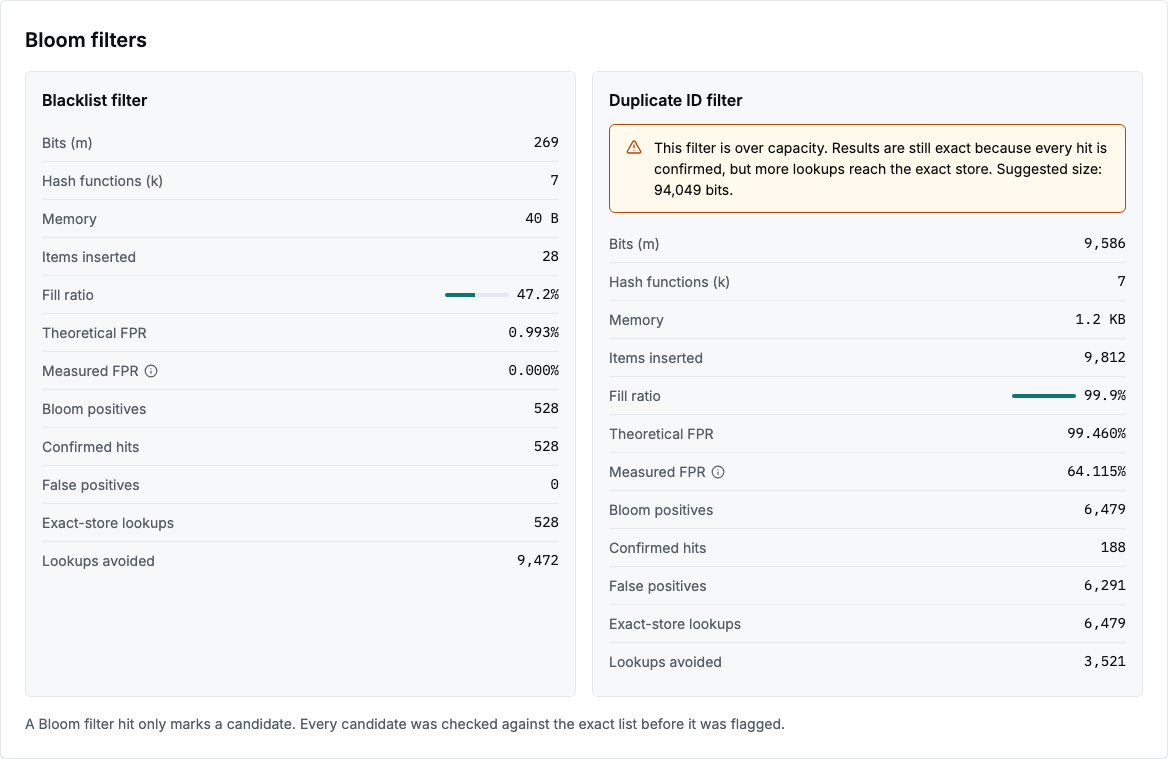 Bloom filters
Blacklist filter
Bits (m) 269
Hash functions (k) 7
Memory 40 B
Items inserted 28
Fill ratio 47.2%
Theoretical FPR 0.993%
Measured FPR 0.000%
Bloom positives 528
Confirmed hits 528
False positives 0
Exact-store lookups 528
Lookups avoided 9,472
Duplicate ID filter
This filter is over capacity. Results are still exact because every hit is
confirmed, but more lookups reach the exact store. Suggested size:
94,049 bits.
Bits (m) 9,586
Hash functions (k) 7
Memory 1.2 KB
Items inserted 9,812
Fill ratio 99.9%
Theoretical FPR 99.460%
Measured FPR 64.115%
Bloom positives 6,479
Confirmed hits 188
False positives 6,291
Exact-store lookups 6,479
Lookups avoided 3,521
A Bloom filter hit only marks a candidate. Every candidate was checked against the exact list before it was flagged.